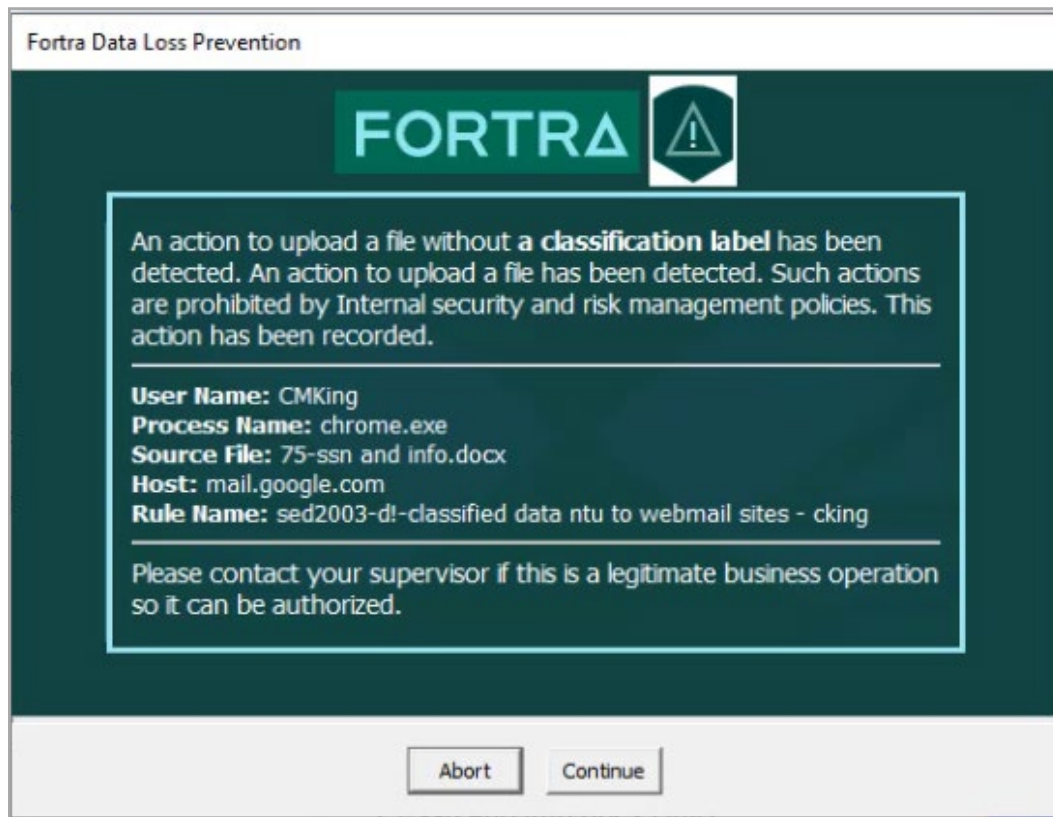 Fortra Data Loss Prevention
FORTRA
!
An action to upload a file without a classification label has been
detected. An action to upload a file has been detected. Such actions
are prohibited by Internal security and risk management policies. This
action has been recorded.
User Name: CMKing
Process Name: chrome.exe
Source File: 75-ssn and info.docx
Host: mail.google.com
Rule Name: sed2003-d!-classified data ntu to webmail sites - cking
Please contact your supervisor if this is a legitimate business operation
so it can be authorized.
Abort Continue